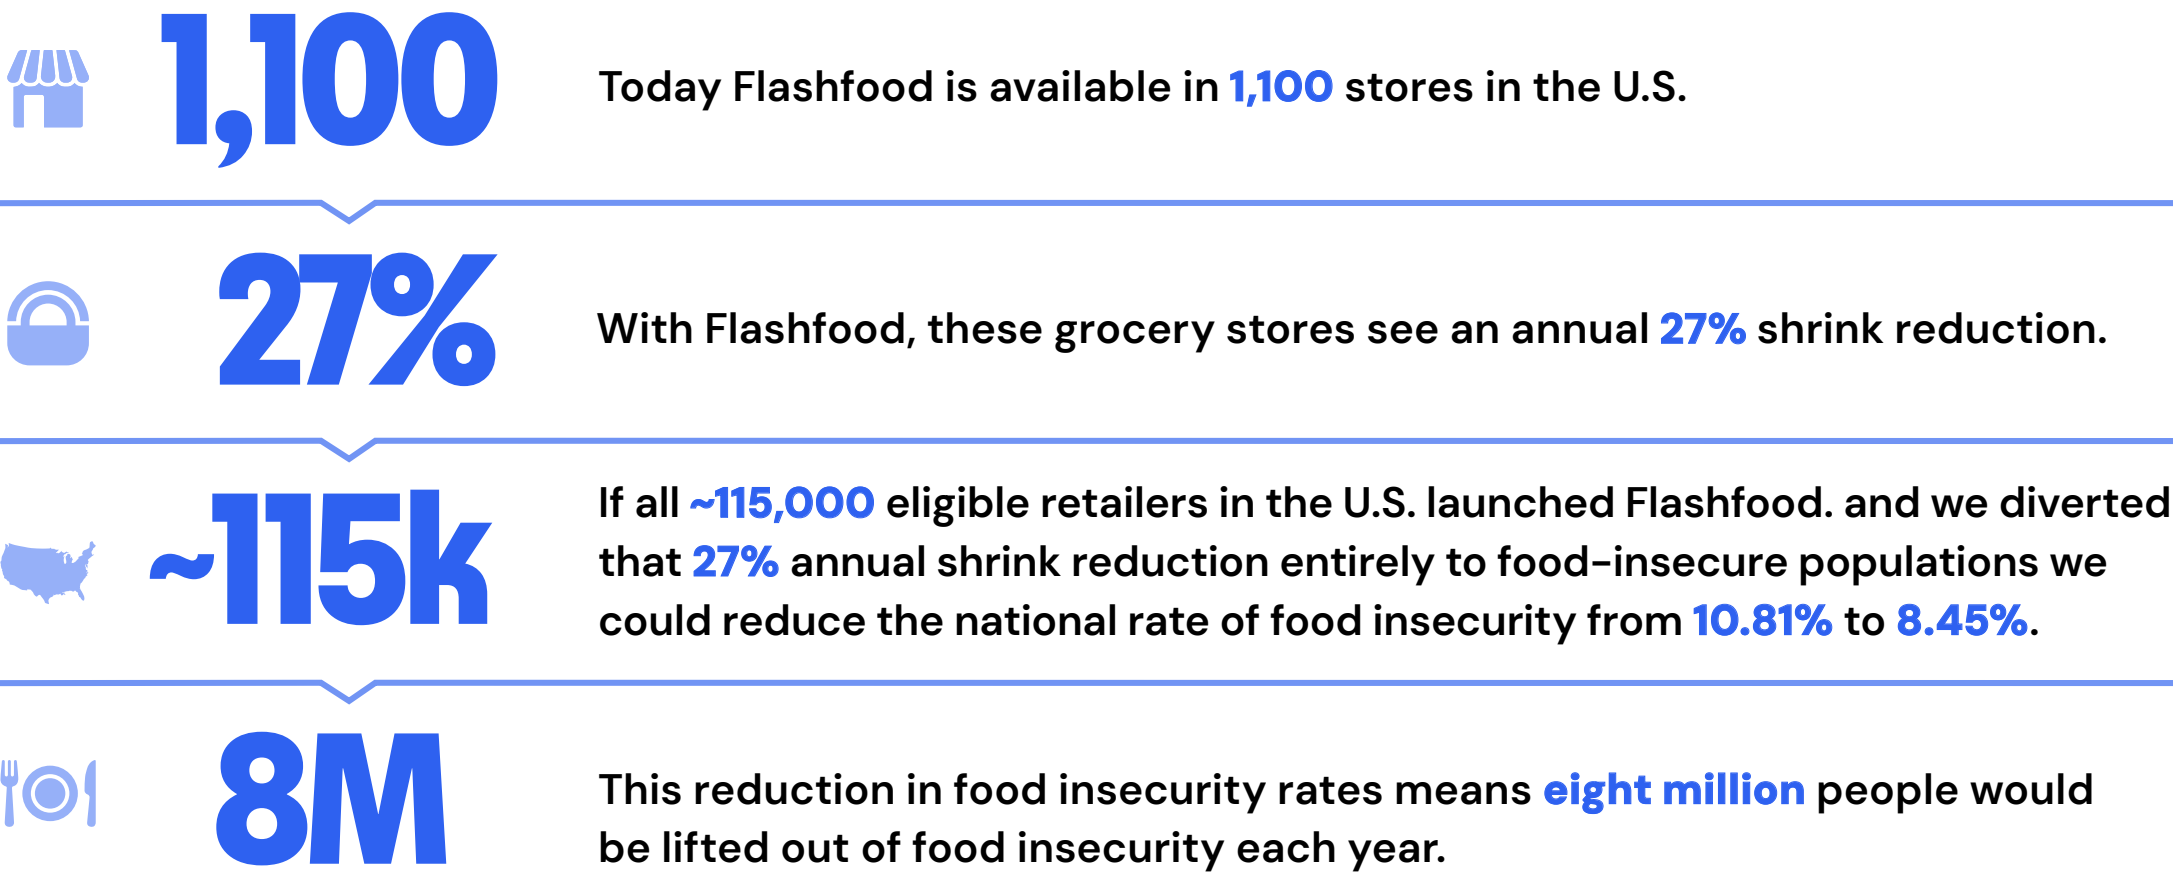 1,100
Today Flashfood is available in 1,100 stores in the U.S.
27%
With Flashfood, these grocery stores see an annual 27% shrink reduction.
~115k
If all ~115,000 eligible retailers in the U.S. launched Flashfood. and we diverted
that 27% annual shrink reduction entirely to food-insecure populations we
could reduce the national rate of food insecurity from 10.81% to 8.45%.
8M
This reduction in food insecurity rates means eight million people would
be lifted out of food insecurity each year.